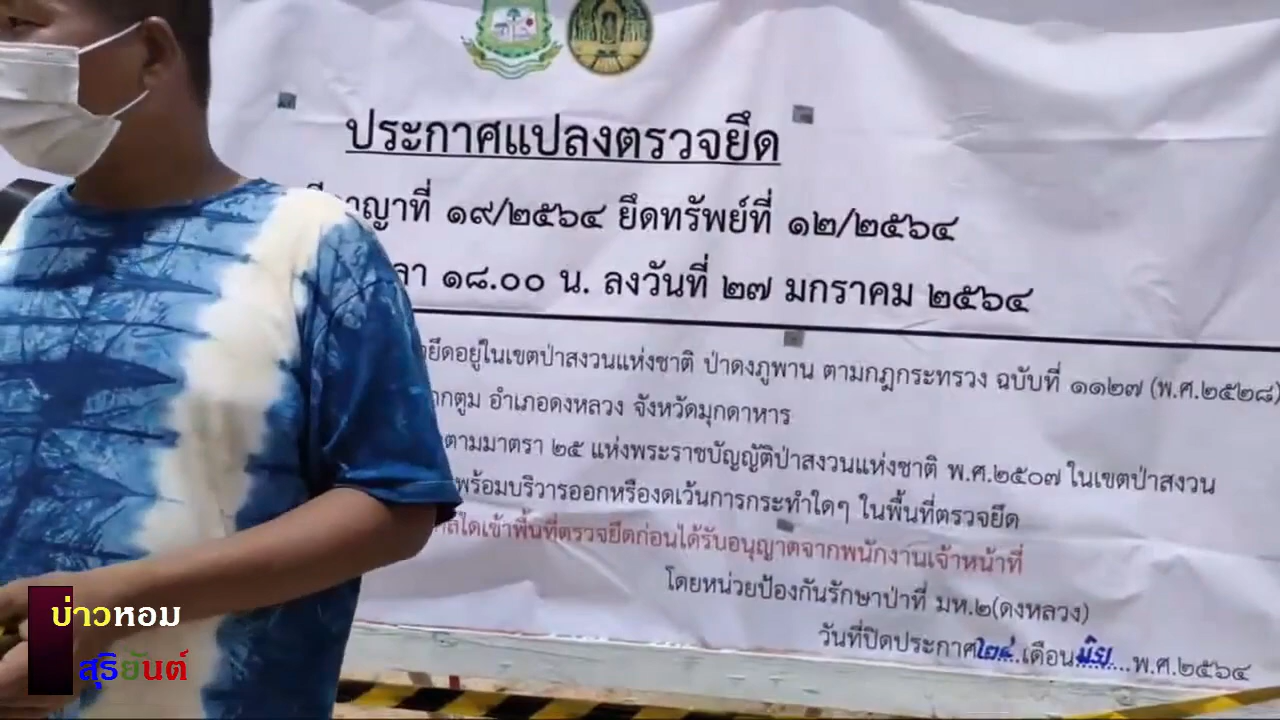 ประกาศแปลงตรวจยึด
ที่ ๑๙/๒๕๖๔ ยึดทรัพย์ที่ ๑๒/๒๕๖๔
๑๘.๐๐ น. ลงวันที่ ๒๗ มกราคม ๒๕๖๔
ยึดอยู่ในเขตป่าสงวนแห่งชาติ ป่าดงภูพาน ตามกฎกระทรวง ฉบับที่ ๑๑๒๗ (พ.ศ.๒๕๒๘)
กตูม อำเภอดงหลวง จังหวัดมุกดาหาร
ตามมาตรา ๒๕ แห่งพระราชบัญญัติป่าสงวนแห่งชาติ พ.ศ.๒๕๐๗ ในเขตป่าสงวน
พร้อมบริวารออกหรืองดเว้นการกระทำใดๆ ในพื้นที่ตรวจยึด
ใดเข้าพื้นที่ตรวจยึดก่อนได้รับอนุญาตจากพนักงานเจ้าหน้าที่
โดยหน่วยป้องกันรักษาป่าที่ มห.๒(ดงหลวง)
วันที่ปิดประกาศ ๒๔ เดือน มิย พ.ศ.๒๕๖๔
บ่าวหอม
สุริยันต์